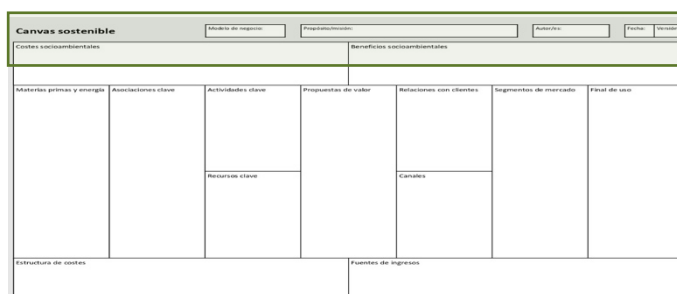 Canvas sostenible
Modelo de negocio:
Propósito/misión:
Autor/es:
Fecha:
Versión
Costes socioambientales
Beneficios socioambientales
Materias primas y energía
Asociaciones clave
Actividades clave
Propuestas de valor
Relaciones con clientes
Segmentos de mercado
Final de uso
Recursos clave
Canales
Estructura de costes
Fuentes de ingresos